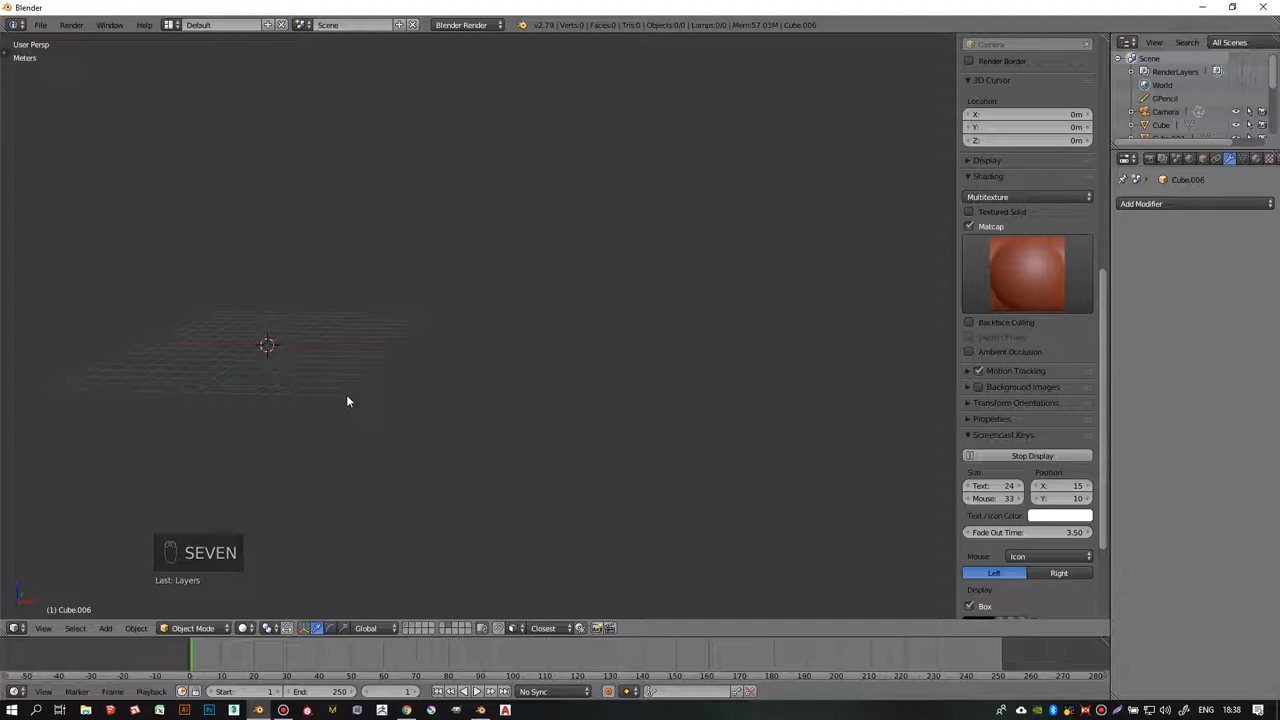 Blender
File Render Window Help Default Scene Blender Render v2.79 | Verts:0 | Faces:0 | Tris:0 | Objects:0/0 | Lamps:0/0 | Mem:57.03M | Cube.006
User Persp
Meters
Camera
Render Border
3D Cursor
Location:
X: 0m
Y: 0m
Z: 0m
Display
Shading
Multitexture
Textured Solid
Matcap
Backface Culling
Ambient Occlusion
Motion Tracking
Background Images
Transform Orientations
Properties
Screencast Keys
Stop Display
Size: Position:
Text: 24 X: 15
Mouse: 33 Y: 10
Text / Icon Color:
Fade Out Time: 3.50
Mouse: Icon
Left Right
Display
Box
View Search All Scenes
Scene
RenderLayers
World
GPencil
Camera
Cube
Cube.006
Add Modifier
SEVEN
Last: Layers
(1) Cube.006
View Select Add Object Object Mode Global Closest
-50 -40 -30 -20 -10 0 10 20 30 40 50 60 70 80 90 100 110 120 130 140 150 160 170 180 190 200 210 220 230 240 250 260 270 280
View Marker Frame Playback Start: 1 End: 250 1 No Sync
ENG 18:38